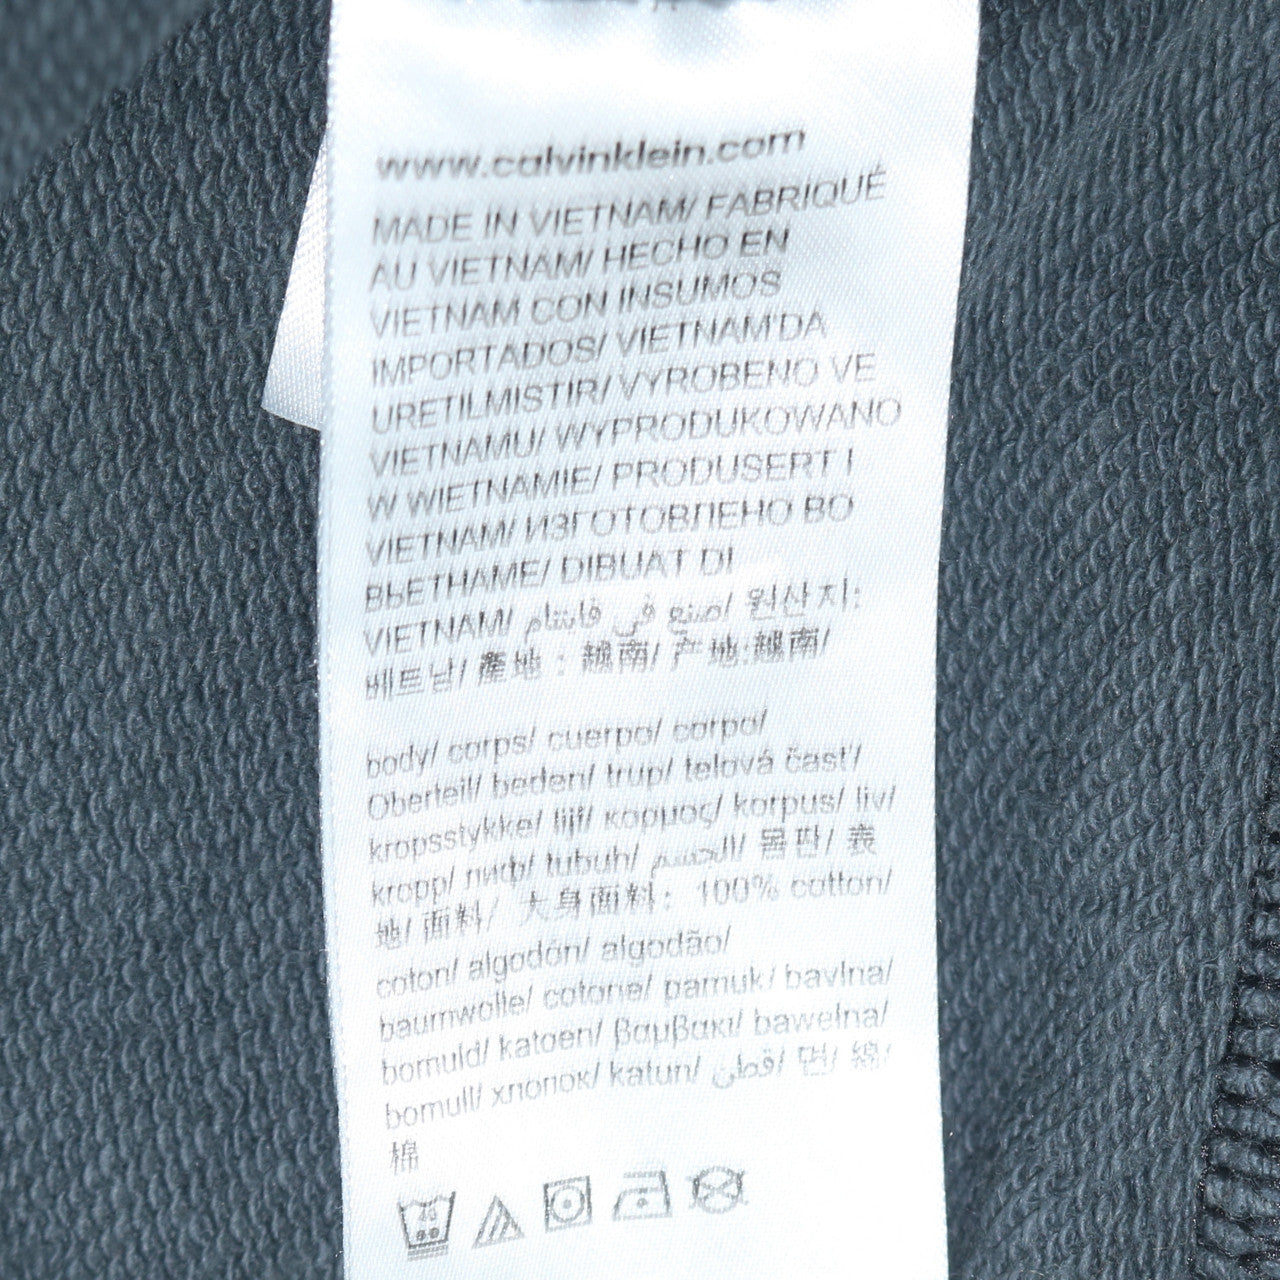 www.calvinklein.com
MADE IN VIETNAM/ FABRIQUÉ
AU VIETNAM/ HECHO EN
VIETNAM CON INSUMOS
IMPORTADOS/ VIETNAM'DA
URETILMISTIR/ VYROBENO VE
VIETNAMU/ WYPRODUKOWANO
W WIETNAMIE/ PRODUSERT I
VIETNAM/ ИЗГОТОВЛЕНО ВО
ВЬЕТНАМЕ/ DIBUAT DI
VIETNAM/ صنع في فايتنام/ 원산지:
베트남/ 產地：越南/ 产地:越南/
body/ corps/ cuerpo/ corpo/
Oberteil/ beden/ trup/ telová časť/
kropsstykke/ lijf/ κορμος/ korpus/ liv/
kropp/ лиф/ tubuh/ الجسم/ 몸판/ 表
地/ 面料/ 大身面料： 100% cotton/
coton/ algodón/ algodão/
baumwolle/ cotone/ pamuk/ bavlna/
bomuld/ katoen/ βαμβακι/ bawełna/
bomull/ хлопок/ katun/ قطن/ 면/ 綿/
棉
40